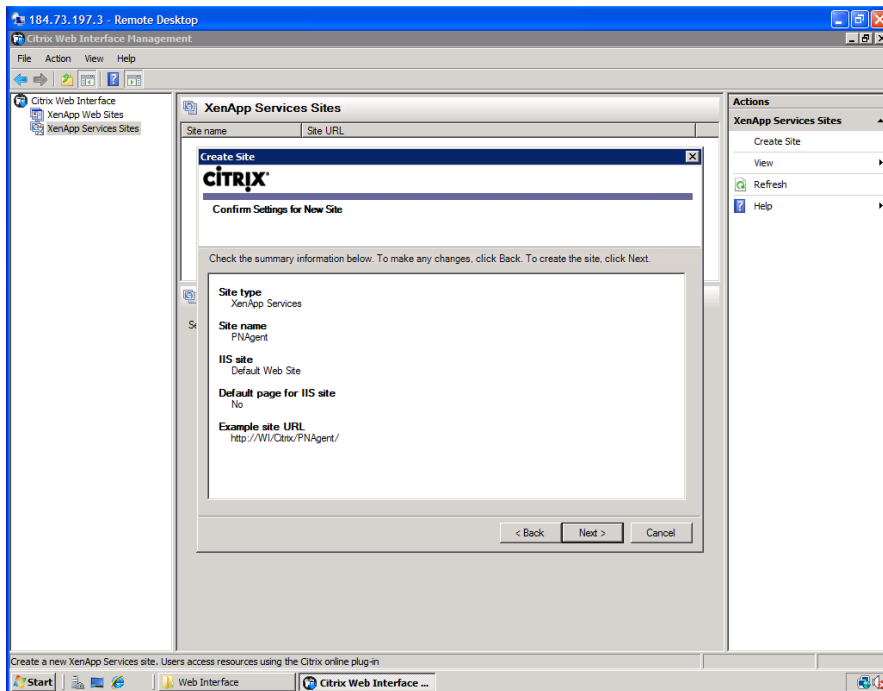 184.73.197.3 - Remote Desktop
Citrix Web Interface Management
File Action View Help
Citrix Web Interface
XenApp Web Sites
XenApp Services Sites
XenApp Services Sites
Site name Site URL
Create Site
CITRIX
Confirm Settings for New Site
Check the summary information below. To make any changes, click Back. To create the site, click Next.
Site type
XenApp Services
Site name
PNAgent
IIS site
Default Web Site
Default page for IIS site
No
Example site URL
http://WI/Citrix/PNAgent/
< Back Next > Cancel
Se
Actions
XenApp Services Sites
Create Site
View
Refresh
Help
Create a new XenApp Services site. Users access resources using the Citrix online plug-in
Start Web Interface Citrix Web Interface ...